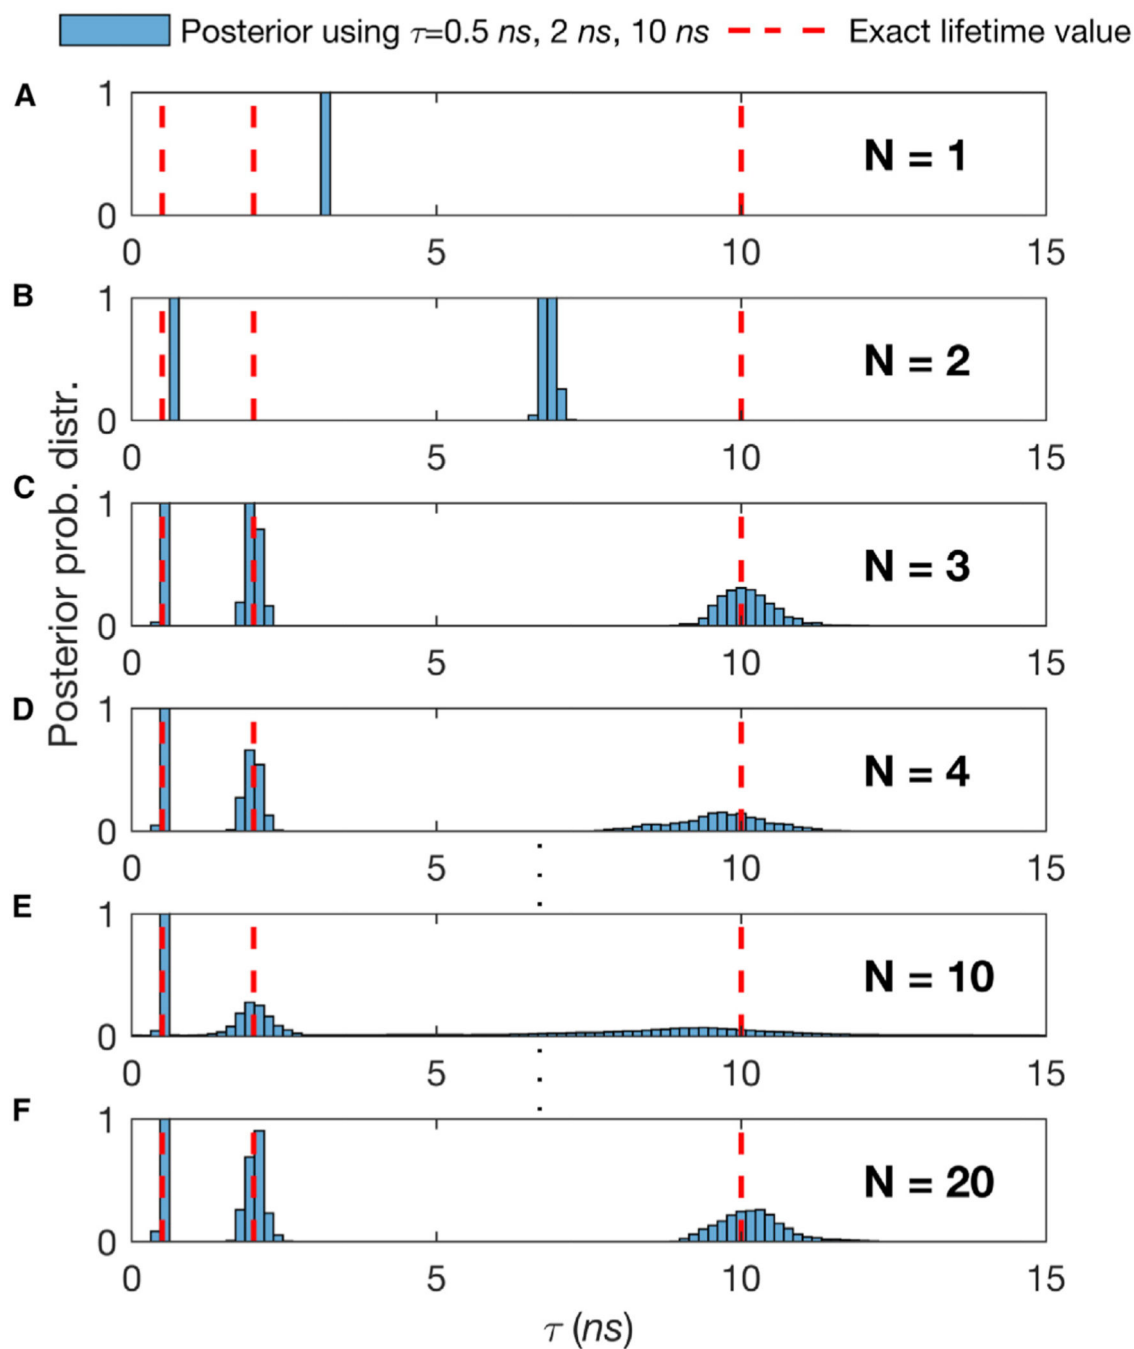 Posterior using τ=0.5 ns, 2 ns, 10 ns Exact lifetime value
A
1
0
N = 1
0 5 10 15
B
1
0
N = 2
0 5 10 15
Posterior prob. distr.
C
1
0
N = 3
0 5 10 15
D
1
0
N = 4
0 5 10 15
E
1
0
N = 10
0 5 10 15
F
1
0
N = 20
0 5 10 15
τ (ns)